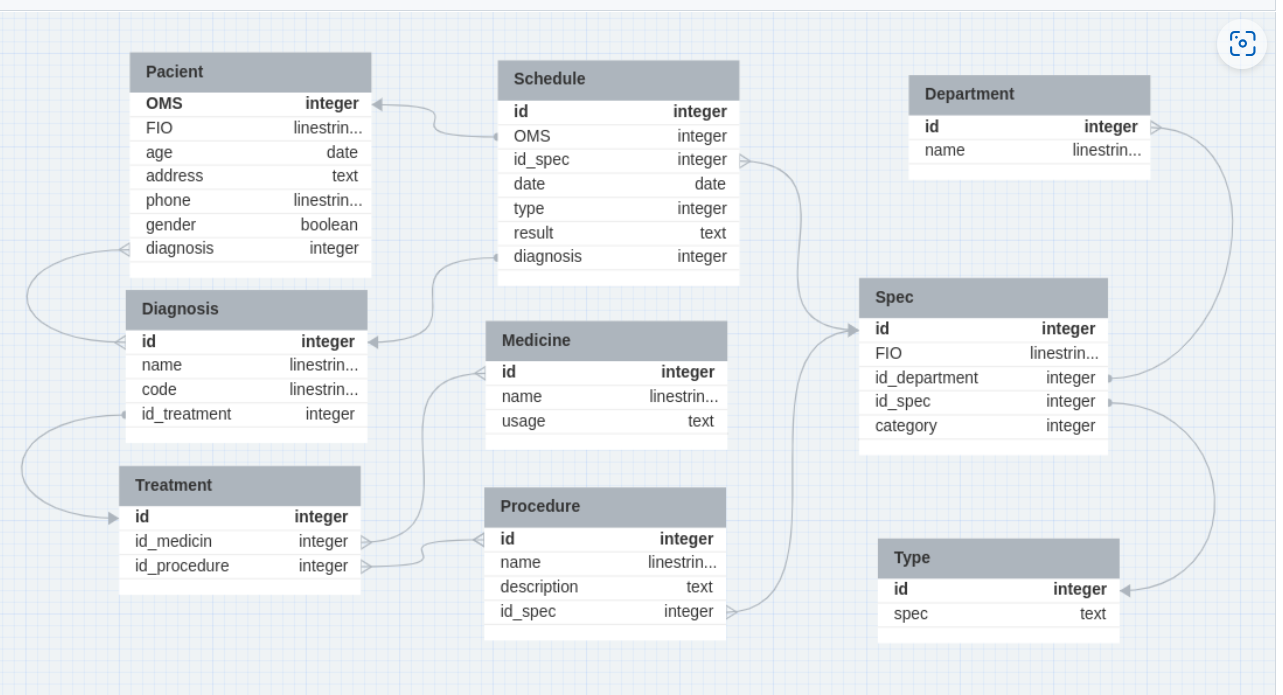 Pacient
OMS integer
FIO linestrin...
age date
address text
phone linestrin...
gender boolean
diagnosis integer
Schedule
id integer
OMS integer
id_spec integer
date date
type integer
result text
diagnosis integer
Department
id integer
name linestrin...
Diagnosis
id integer
name linestrin...
code linestrin...
id_treatment integer
Medicine
id integer
name linestrin...
usage text
Spec
id integer
FIO linestrin...
id_department integer
id_spec integer
category integer
Treatment
id integer
id_medicin integer
id_procedure integer
Procedure
id integer
name linestrin...
description text
id_spec integer
Type
id integer
spec text